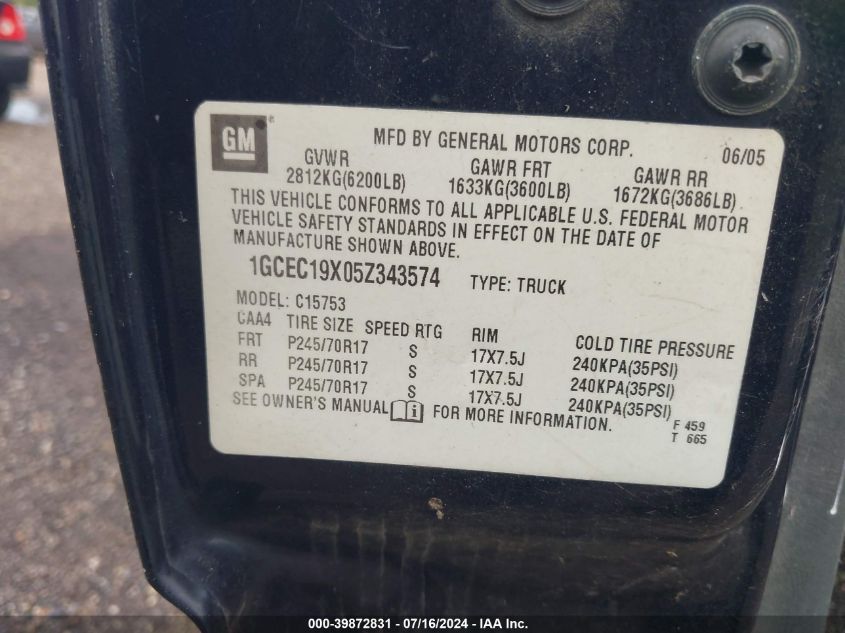 GM ®
MFD BY GENERAL MOTORS CORP. 06/05
GVWR GAWR FRT GAWR RR
2812KG(6200LB) 1633KG(3600LB) 1672KG(3686LB)
THIS VEHICLE CONFORMS TO ALL APPLICABLE U.S. FEDERAL MOTOR
VEHICLE SAFETY STANDARDS IN EFFECT ON THE DATE OF
MANUFACTURE SHOWN ABOVE.
1GCEC19X05Z343574 TYPE: TRUCK
MODEL: C15753
CAA4 TIRE SIZE SPEED RTG RIM COLD TIRE PRESSURE
FRT P245/70R17 S 17X7.5J 240KPA(35PSI)
RR P245/70R17 S 17X7.5J 240KPA(35PSI)
SPA P245/70R17 S 17X7.5J 240KPA(35PSI)
SEE OWNER'S MANUAL i FOR MORE INFORMATION.
F 459
T 665
000-39872831 - 07/16/2024 - IAA Inc.